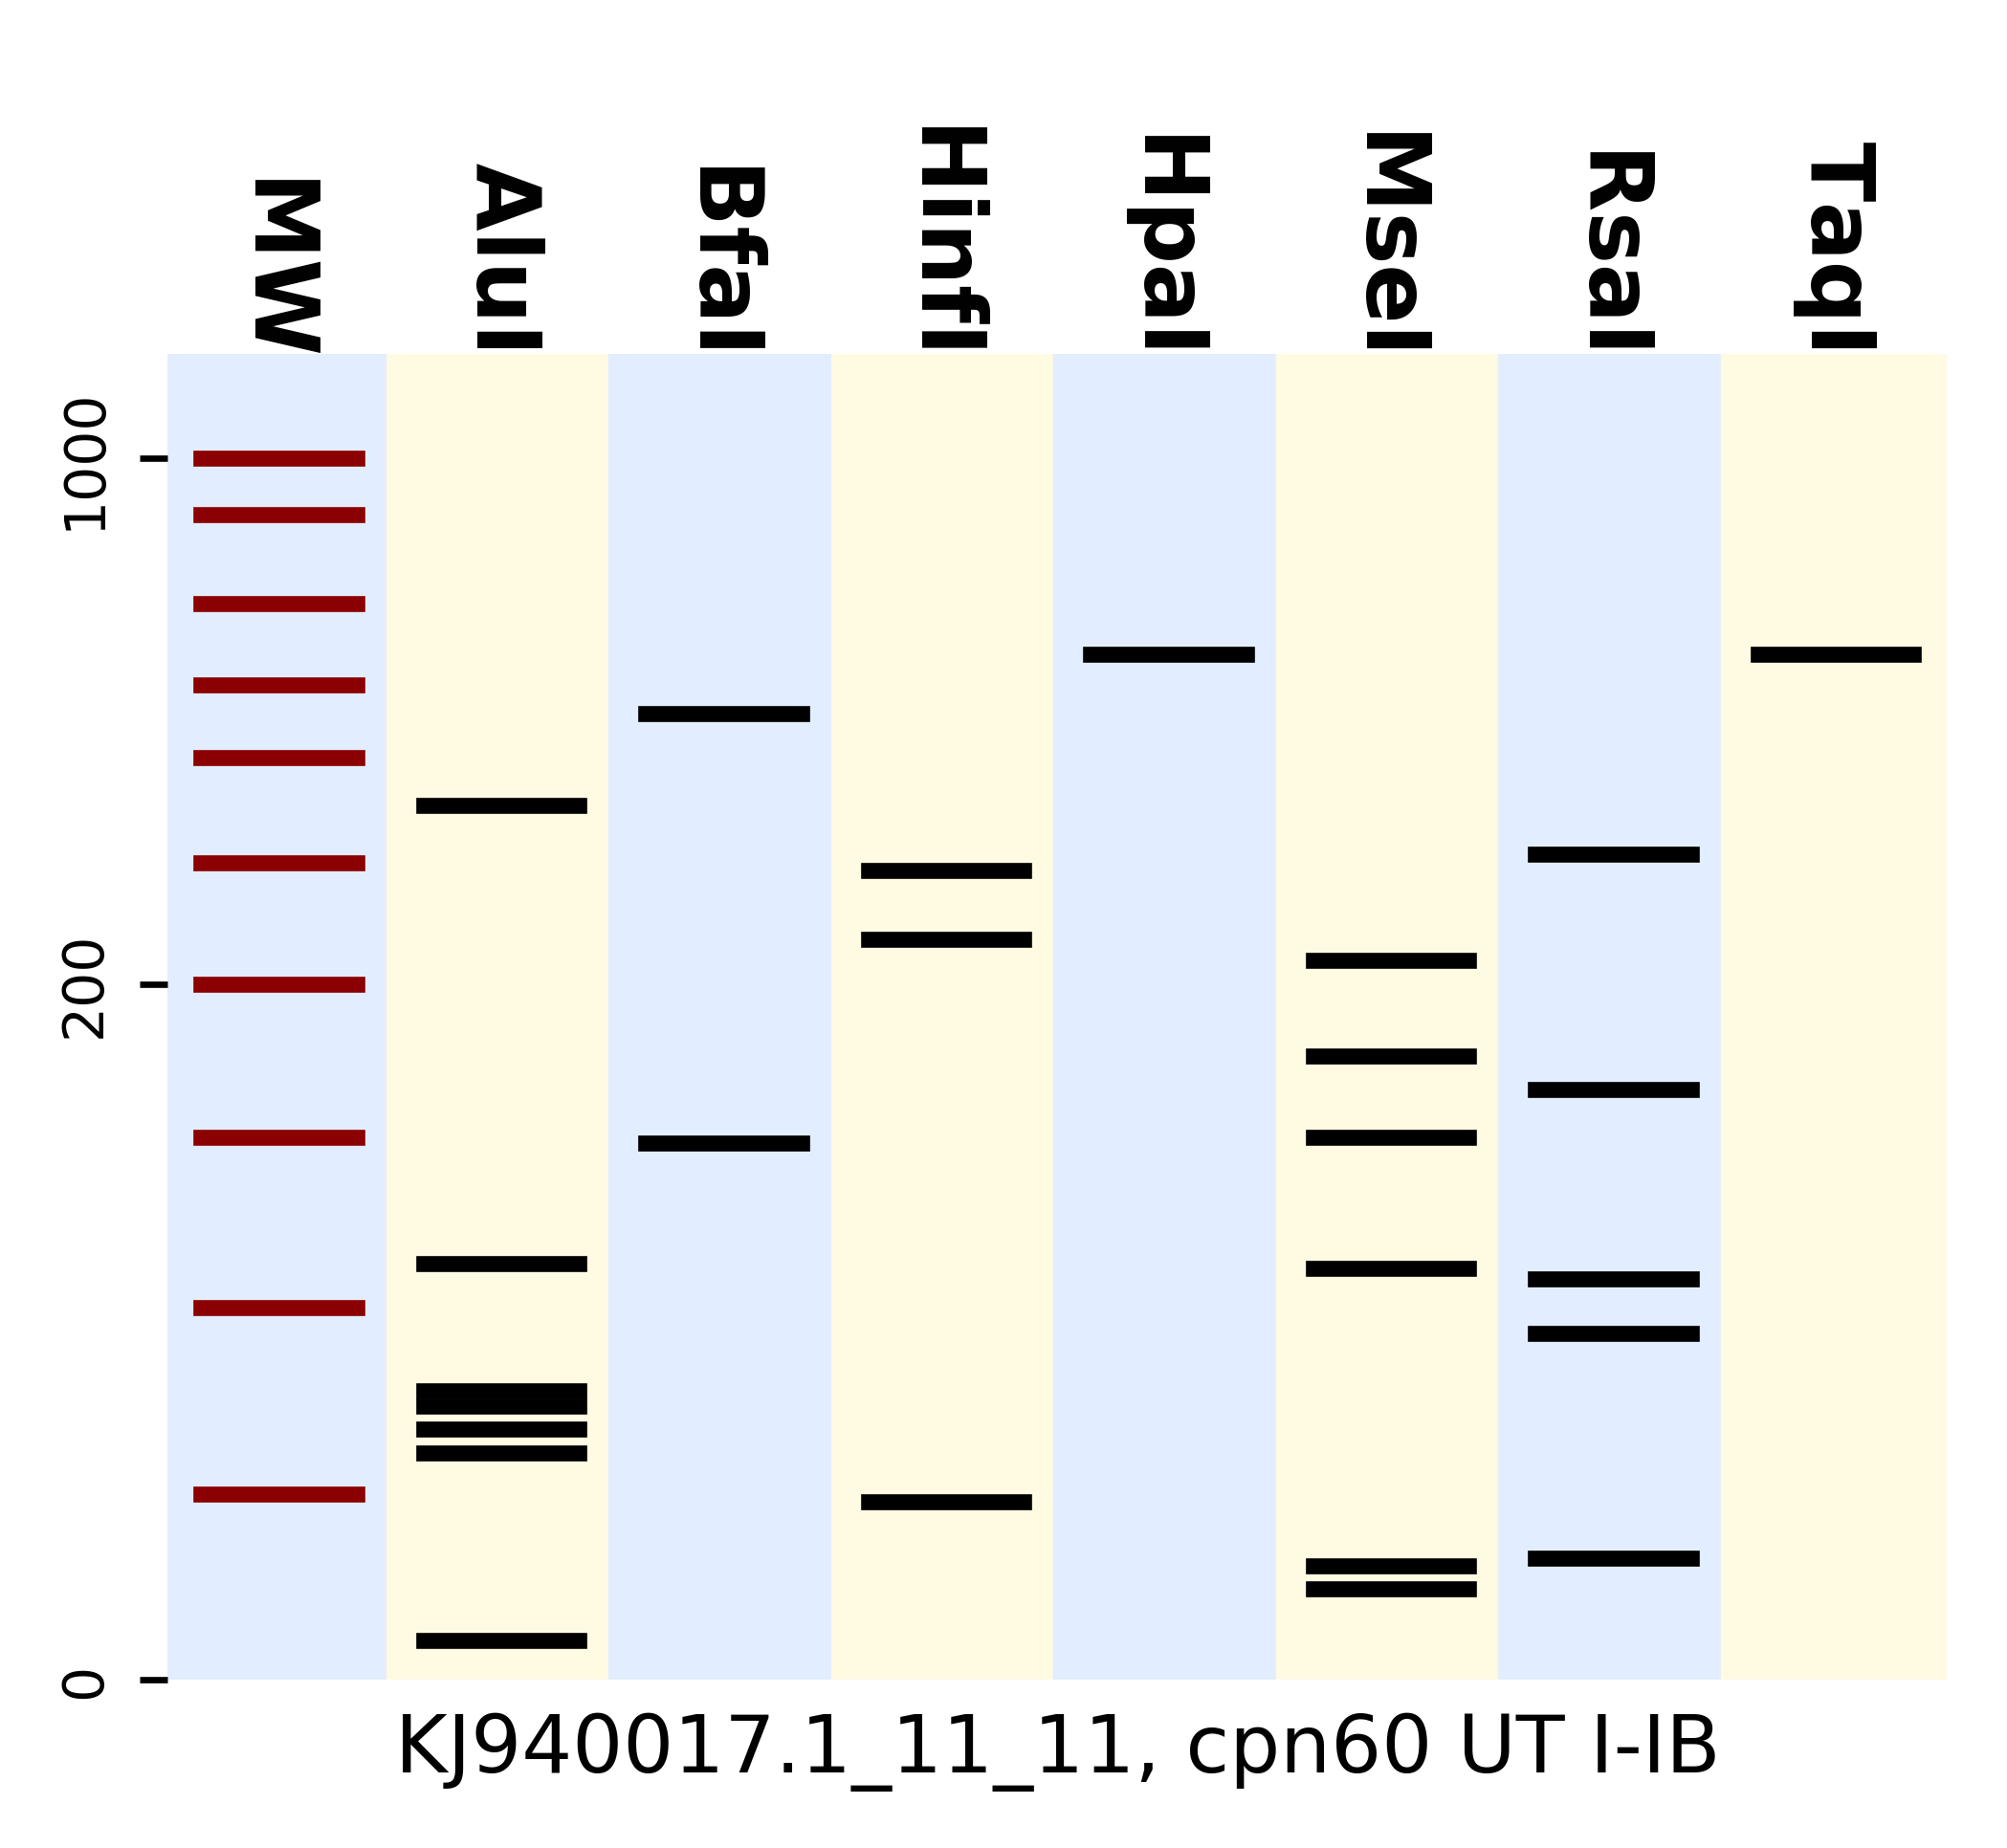 MW
AluI
BfaI
HinfI
HpaI
MseI
RsaI
TaqI
1000
200
0
KJ940017.1_11_11, cpn60 UT I-IB